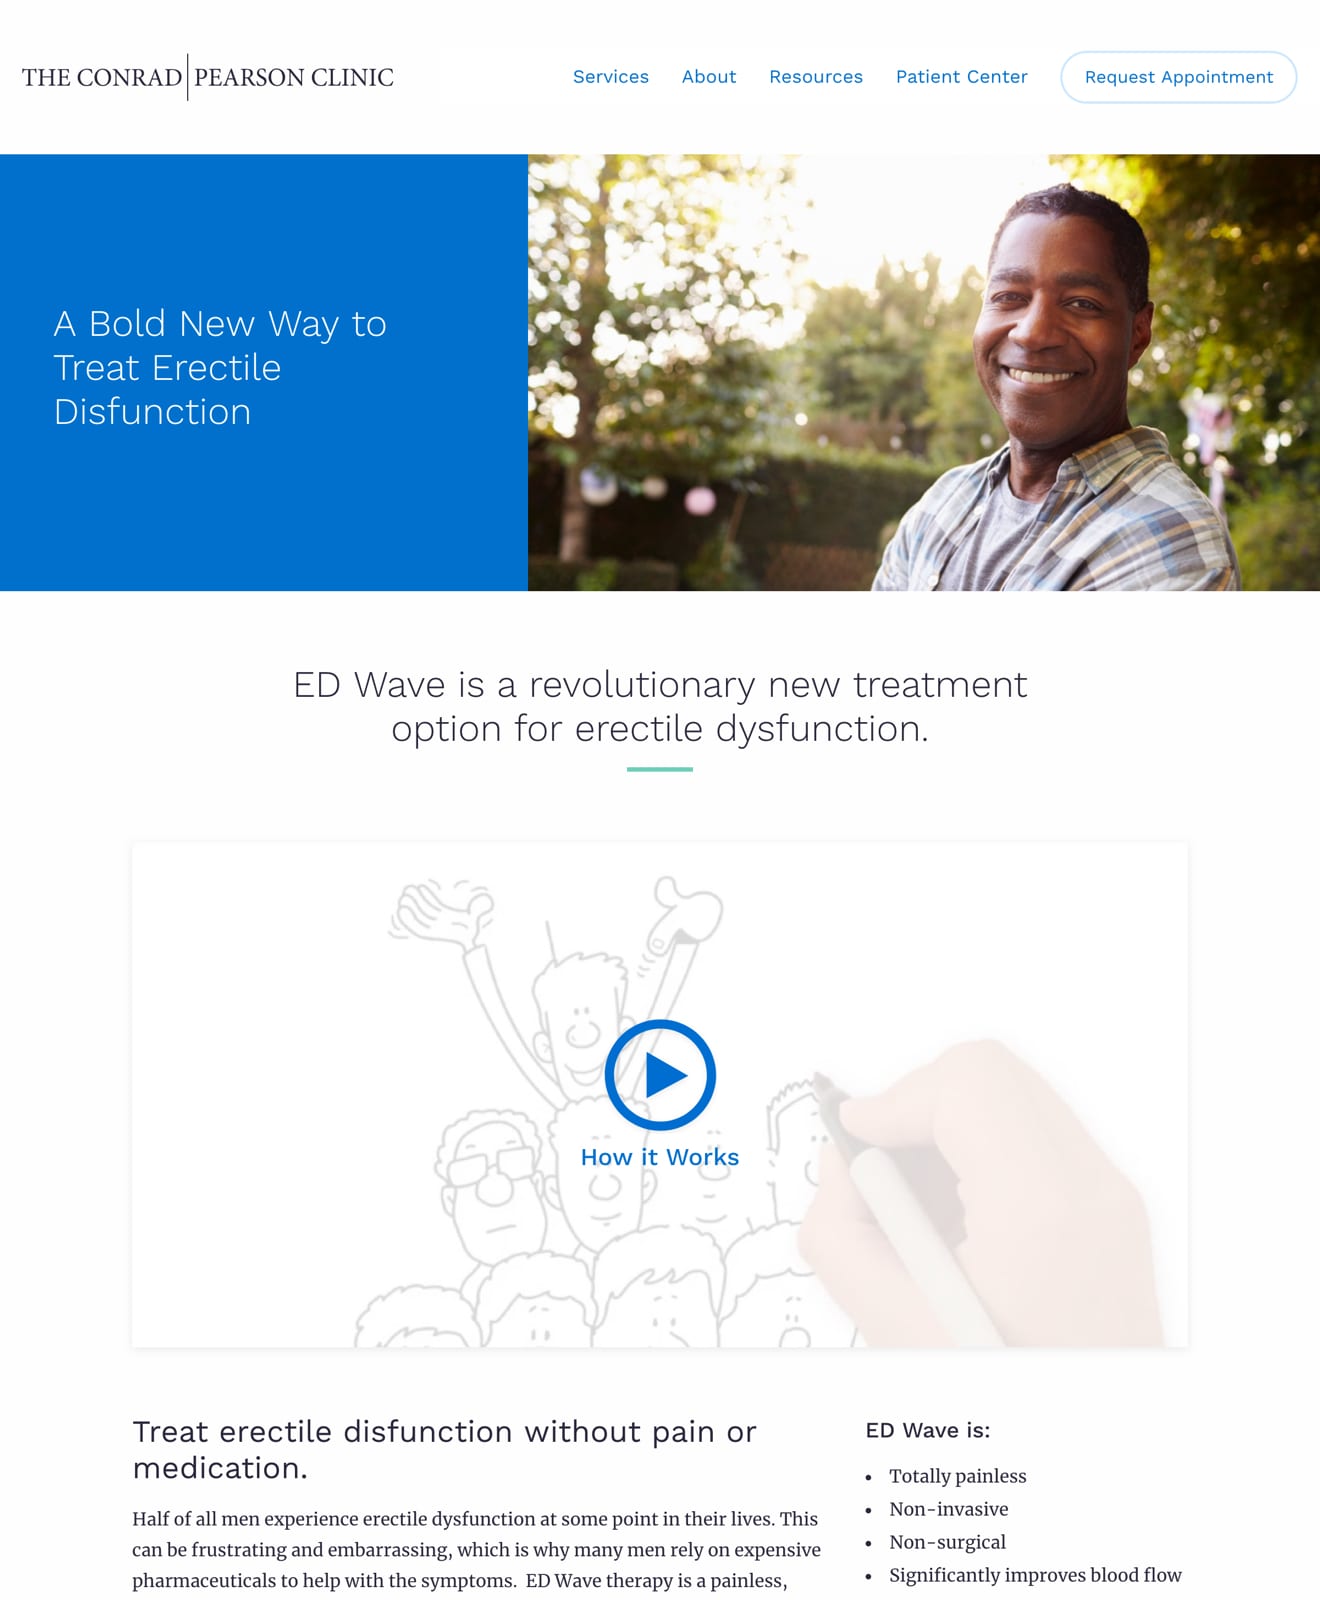 THE CONRAD PEARSON CLINIC
Services About Resources Patient Center Request Appointment
A Bold New Way to
Treat Erectile
Disfunction
ED Wave is a revolutionary new treatment
option for erectile dysfunction.
How it Works
Treat erectile disfunction without pain or
medication.
Half of all men experience erectile dysfunction at some point in their lives. This
can be frustrating and embarrassing, which is why many men rely on expensive
pharmaceuticals to help with the symptoms.  ED Wave therapy is a painless,
ED Wave is:
• Totally painless
• Non-invasive
• Non-surgical
• Significantly improves blood flow